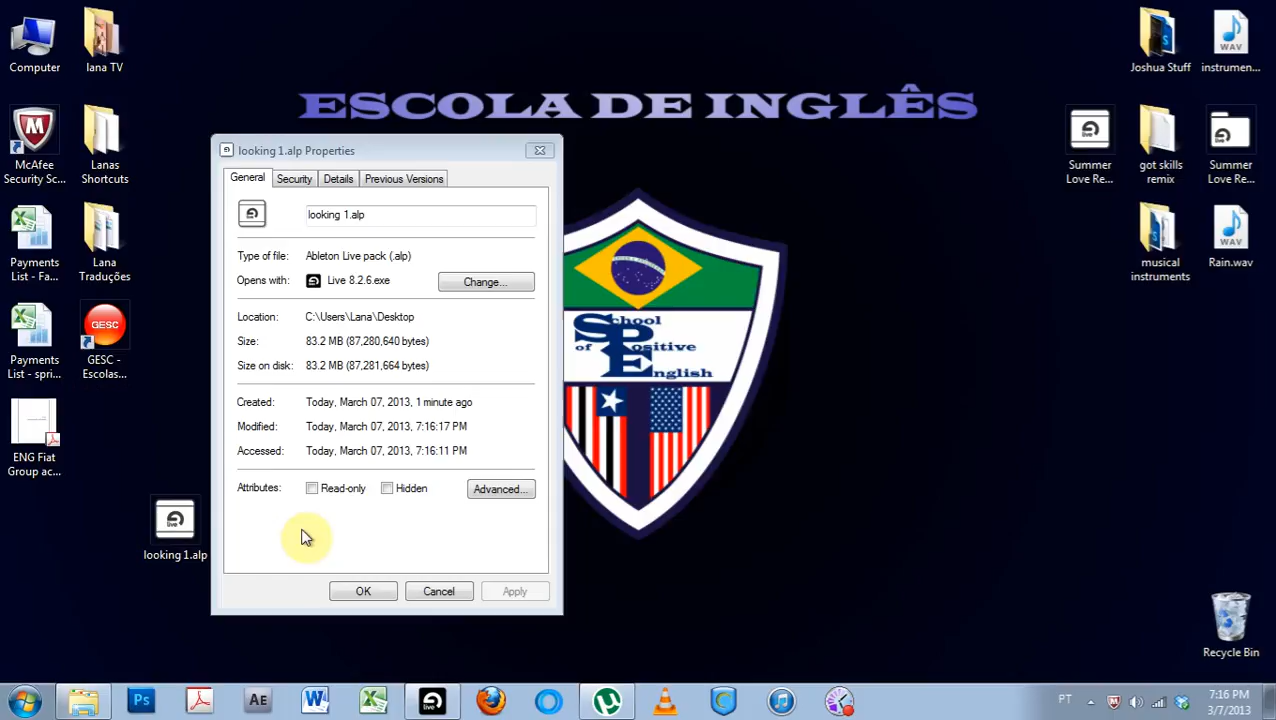 Computer
lana TV
McAfee
Security Sc...
Lanas
Shortcuts
Payments
List - Fa...
Lana
Traduções
Payments
List - spri...
GESC
GESC -
Escolas...
ENG Fiat
Group ac...
live
looking 1.alp
ESCOLA DE INGLÊS
looking 1.alp Properties
General
Security
Details
Previous Versions
looking 1.alp
Type of file:
Ableton Live pack (.alp)
Opens with:
Live 8.2.6.exe
Change...
Location:
C:\Users\Lana\Desktop
Size:
83.2 MB (87,280,640 bytes)
Size on disk:
83.2 MB (87,281,664 bytes)
Created:
Today, March 07, 2013, 1 minute ago
Modified:
Today, March 07, 2013, 7:16:17 PM
Accessed:
Today, March 07, 2013, 7:16:11 PM
Attributes:
Read-only
Hidden
Advanced...
OK
Cancel
Apply
School
of Positive
English
Joshua Stuff
WAV
instrumen...
live
Summer
Love Re...
got skills
remix
live
Summer
Love Re...
musical
instruments
WAV
Rain.wav
Recycle Bin
Ps
Ae
live
PT
7:16 PM
3/7/2013